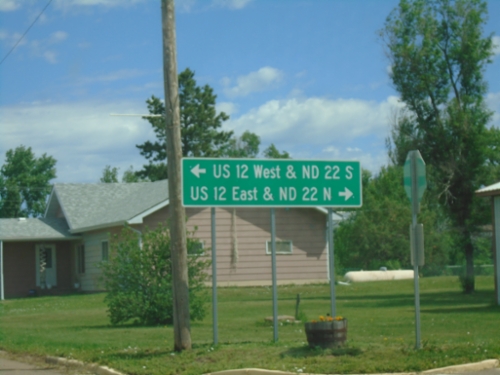 ← US 12 West & ND 22 S
US 12 East & ND 22 N →